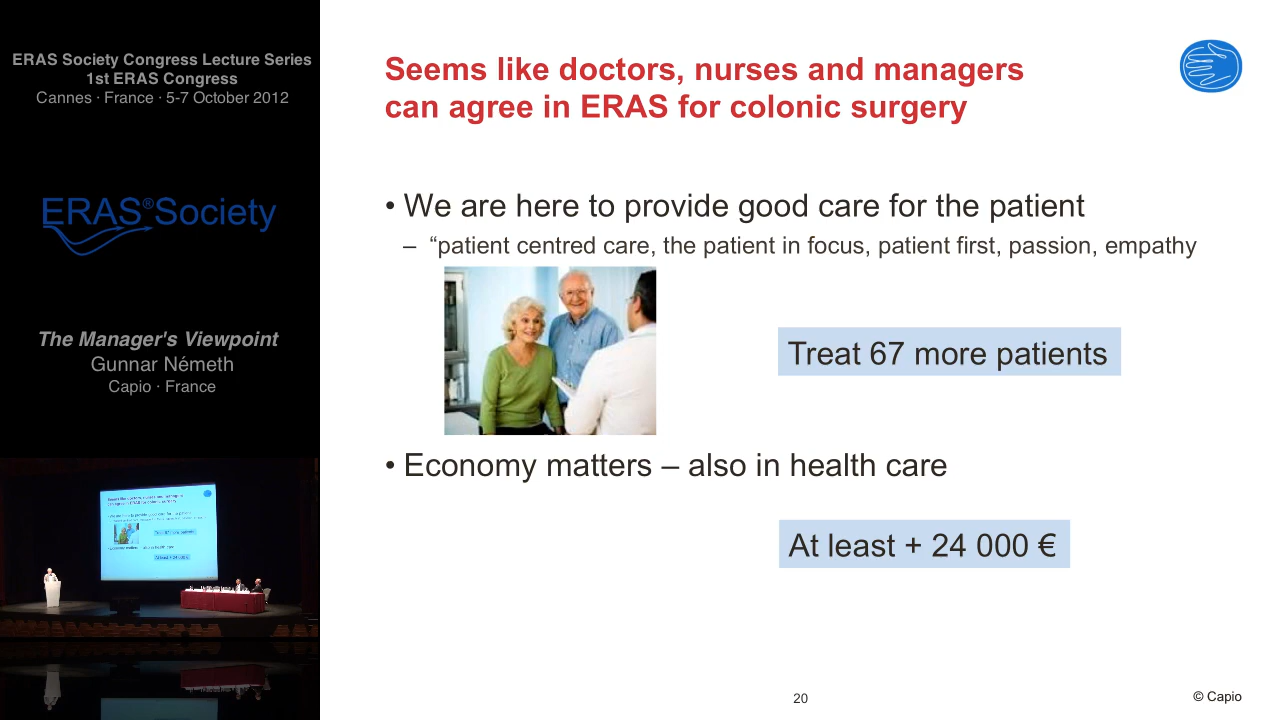 ERAS Society Congress Lecture Series
1st ERAS Congress
Cannes · France · 5-7 October 2012
ERAS®Society
The Manager's Viewpoint
Gunnar Németh
Capio · France
Seems like doctors, nurses and managers
can agree in ERAS for colonic surgery
• We are here to provide good care for the patient
– “patient centred care, the patient in focus, patient first, passion, empathy
Treat 67 more patients
• Economy matters – also in health care
At least + 24 000 €
20
© Capio